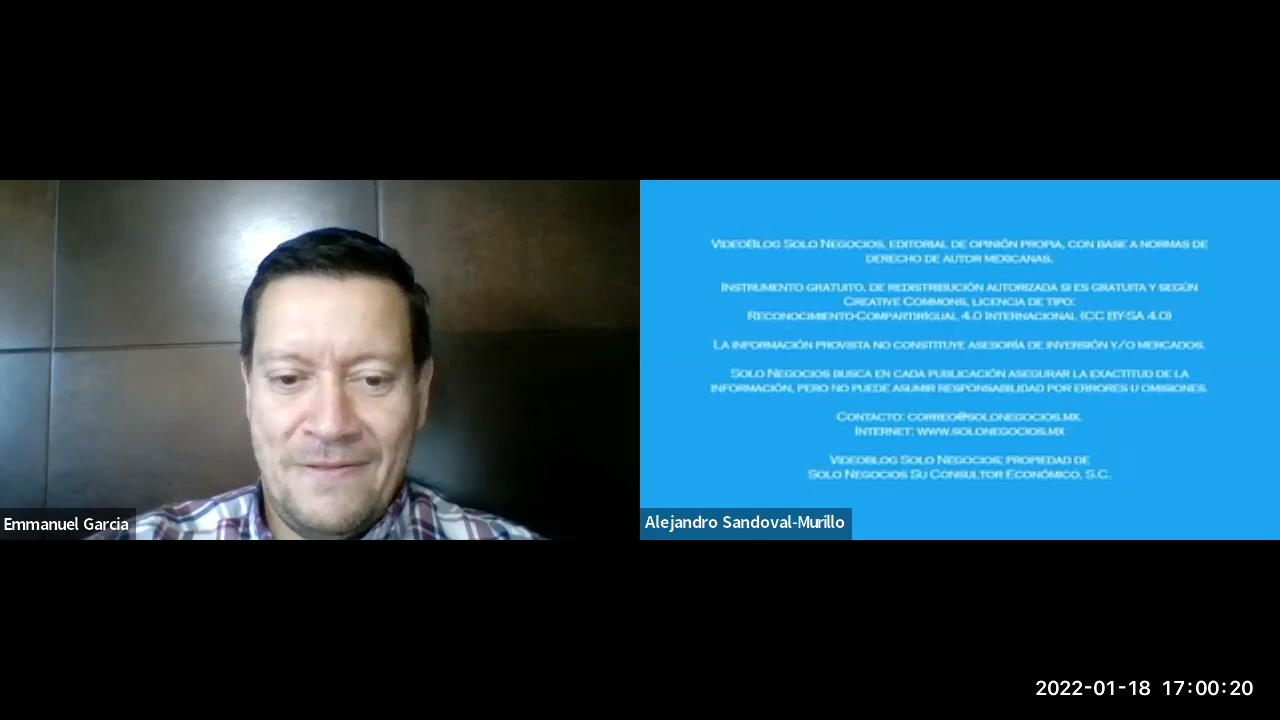 VideoBlog Solo Negocios, editorial de opinión propia, con base a normas de
derecho de autor mexicanas.
Instrumento gratuito, de redistribución autorizada si es gratuita y según
Creative Commons, licencia de tipo:
Reconocimiento-CompartirIgual 4.0 Internacional (CC BY-SA 4.0)
La información provista no constituye asesoría de inversión y/o mercados.
Solo Negocios busca en cada publicación asegurar la exactitud de la
información, pero no puede asumir responsabilidad por errores u omisiones.
Contacto: correo@solonegocios.mx
Internet: www.solonegocios.mx
Videoblog Solo Negocios; propiedad de
Solo Negocios Su Consultor Económico, S.C.
Emmanuel Garcia
Alejandro Sandoval-Murillo
2022-01-18 17:00:20